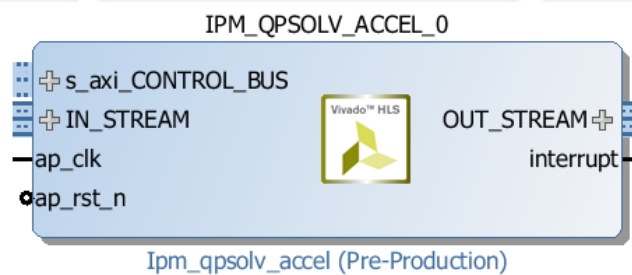 IPM_QPSOLV_ACCEL_0
s_axi_CONTROL_BUS
IN_STREAM
Vivado™ HLS
OUT_STREAM
ap_clk
interrupt
ap_rst_n
Ipm_qpsolv_accel (Pre-Production)